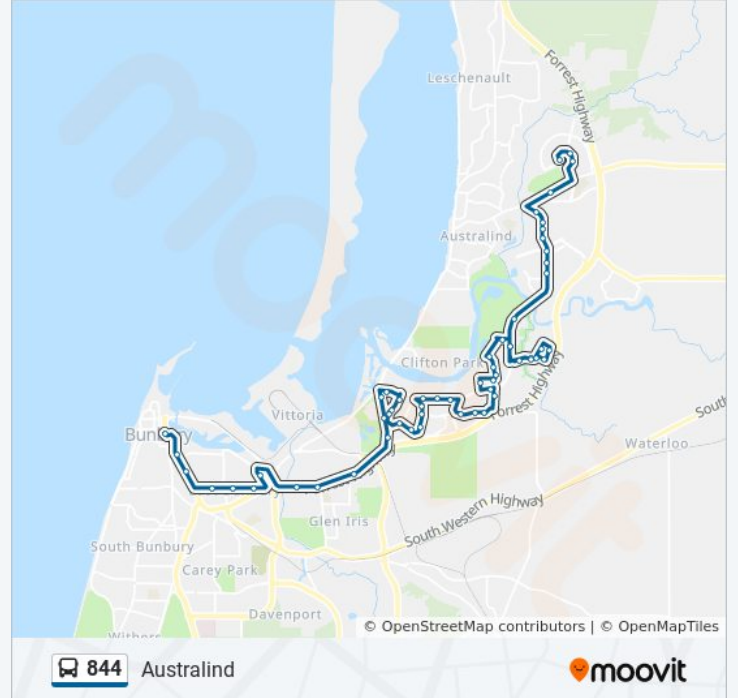 Leschenault
Forrest Highway
Australind
Clifton Park
Forrest Highway
Vittoria
Bunbury
South
Waterloo
South Western Highway
Glen Iris
South Bunbury
Carey Park
Davenport
Withers
© OpenStreetMap contributors | © OpenMapTiles
844 Australind
moovit